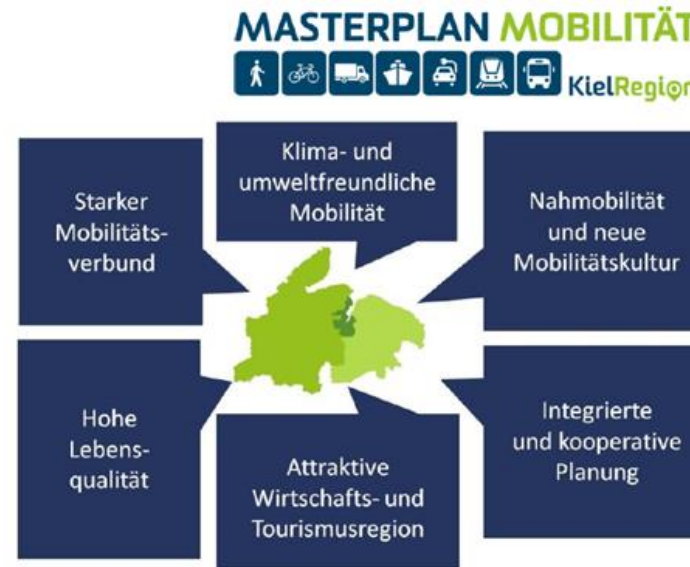 MASTERPLAN MOBILITÄT
KielRegion
Klima- und
umweltfreundliche
Mobilität
Starker
Mobilitäts-
verbund
Nahmobilität
und neue
Mobilitätskultur
Hohe
Lebens-
qualität
Attraktive
Wirtschafts- und
Tourismusregion
Integrierte
und kooperative
Planung